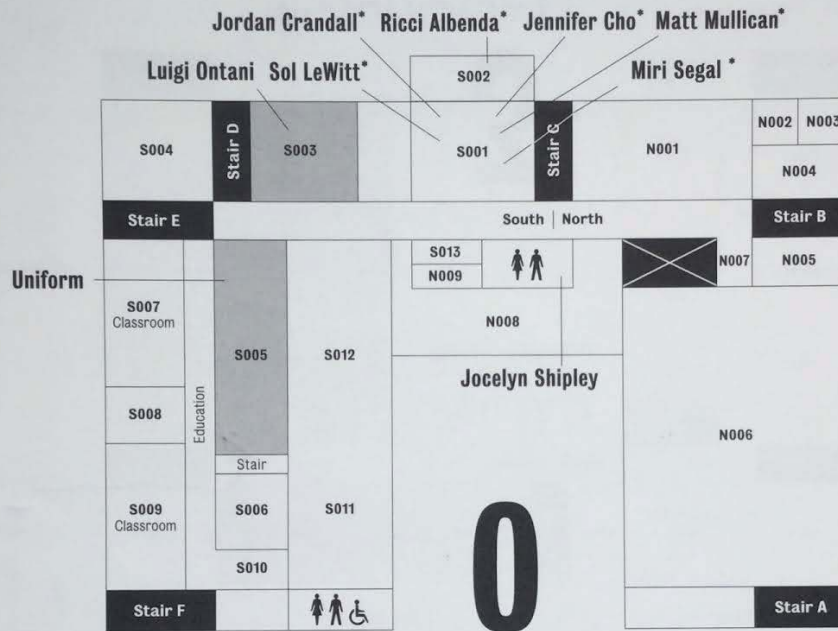 Jordan Crandall* Ricci Albenda* Jennifer Cho* Matt Mullican*
Luigi Ontani Sol LeWitt* Miri Segal *
S002
S004
Stair D
S003
S001
Stair C
N001
N002
N003
N004
Stair E
South | North
Stair B
Uniform
S013
N009
N007
N005
S007
Classroom
S005
S012
N008
Jocelyn Shipley
Education
S008
N006
Stair
S009
Classroom
S006
S011
0
S010
Stair F
Stair A